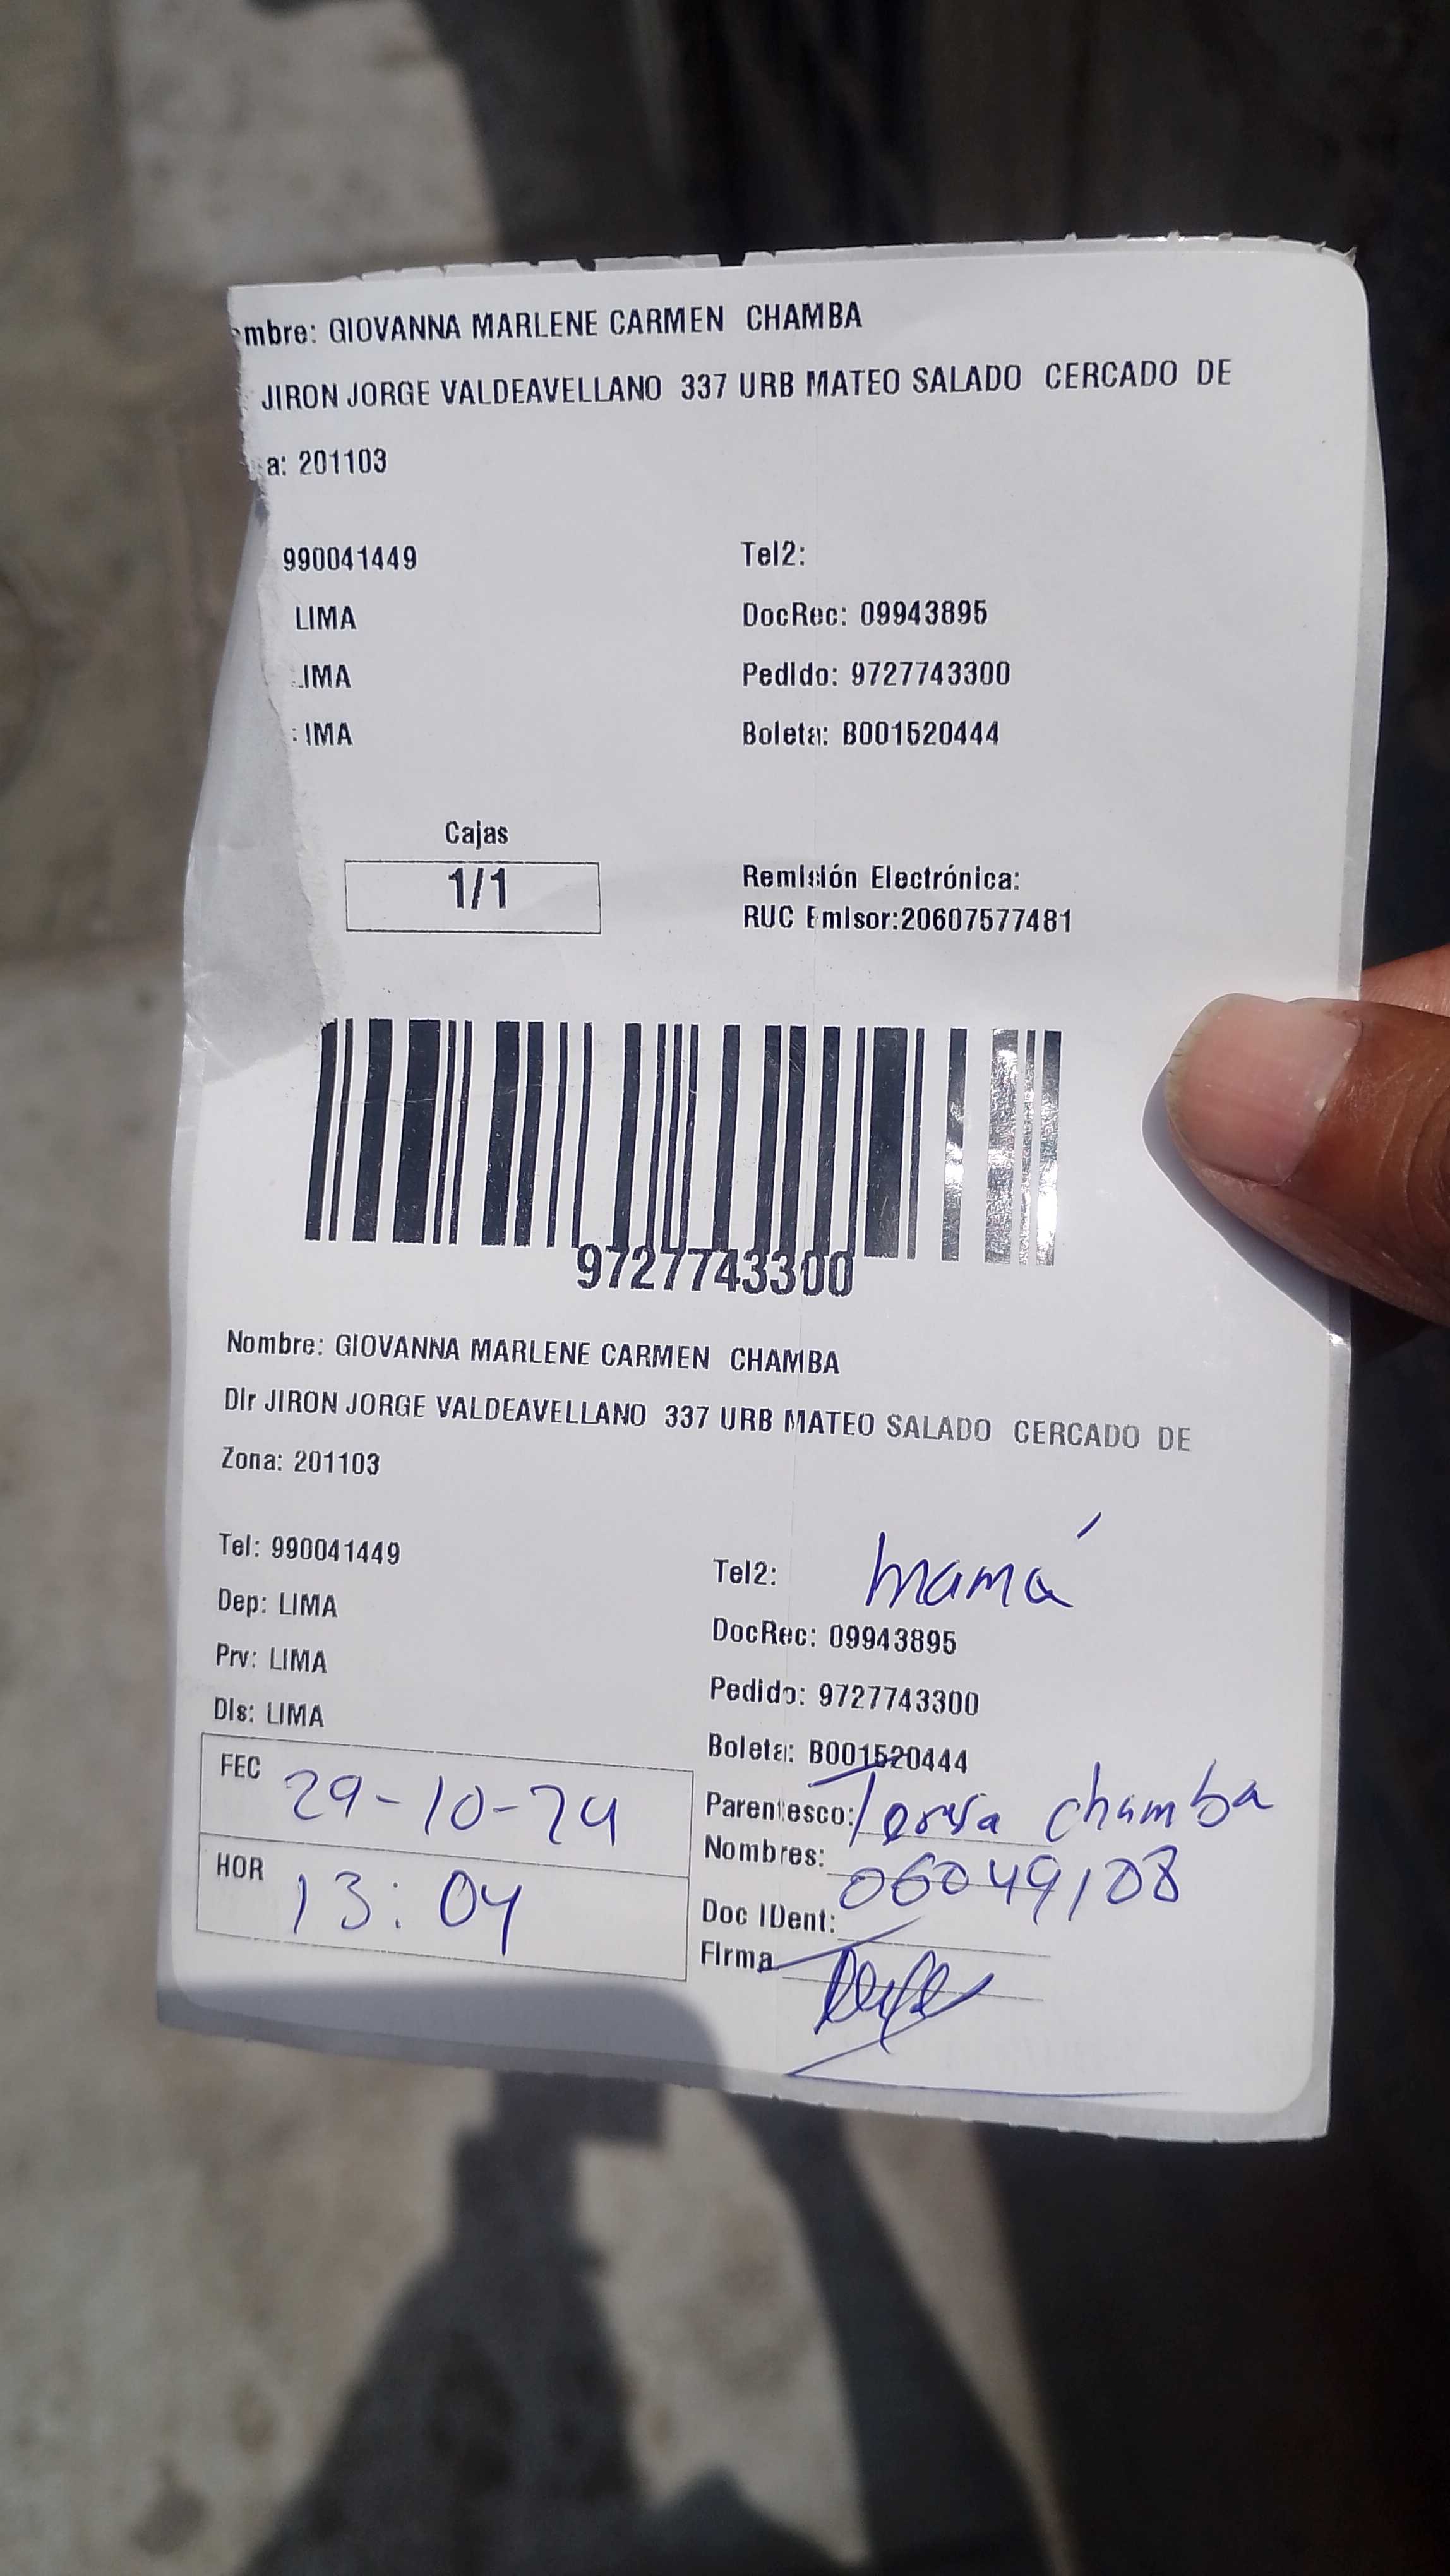 mbre: GIOVANNA MARLENE CARMEN CHAMBA
JIRON JORGE VALDEAVELLANO 337 URB MATEO SALADO CERCADO DE
a: 201103
990041449 Tel2:
LIMA DocRec: 09943895
IMA Pedido: 9727743300
: IMA Boleta: B001520444
Cajas
1/1
Remisión Electrónica:
RUC Emisor:20607577481
9727743300
Nombre: GIOVANNA MARLENE CARMEN CHAMBA
Dir JIRON JORGE VALDEAVELLANO 337 URB MATEO SALADO CERCADO DE
Zona: 201103
Tel: 990041449 Tel2: mamá
Dep: LIMA DocRec: 09943895
Prv: LIMA Pedido: 9727743300
Dis: LIMA Boleta: B001520444
FEC 29-10-24 Parentesco: Teresa chamba
Nombres: 06049108
HOR 13:04 Doc IDent:
Firma